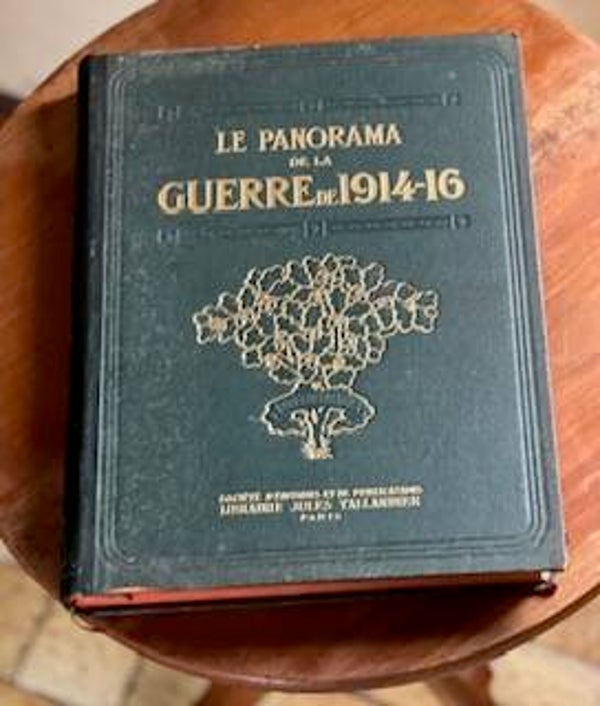 LE PANORAMA
DE LA
GUERRE DE 1914-16
SOCIÉTÉ D'ÉDITIONS ET DE PUBLICATIONS
LIBRAIRIE JULES TALLANDIER
PARIS